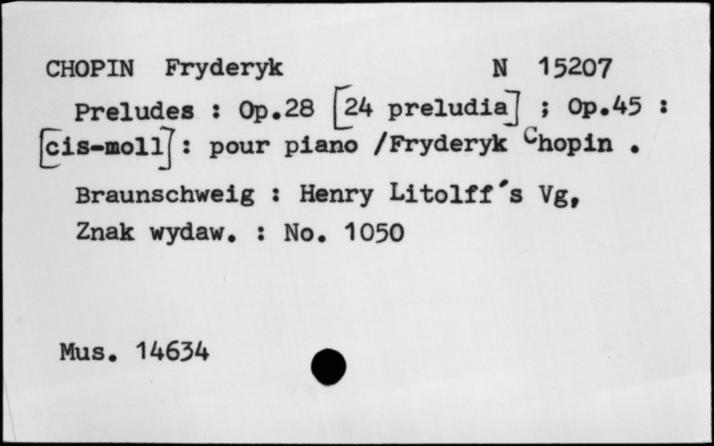 CHOPIN Fryderyk N 15207
Preludes : Op.28 [24 preludia] ; Op.45 :
[cis-moll] : pour piano /Fryderyk Chopin .
Braunschweig : Henry Litolff's Vg,
Znak wydaw. : No. 1050
Mus. 14634